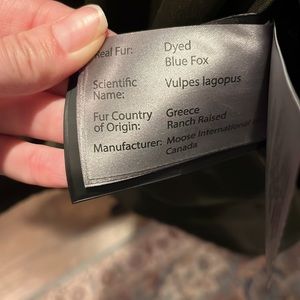 Real Fur: Dyed
Blue Fox
Scientific Vulpes lagopus
Name:
Fur Country Greece
of Origin: Ranch Raised
Manufacturer: Moose International
Canada